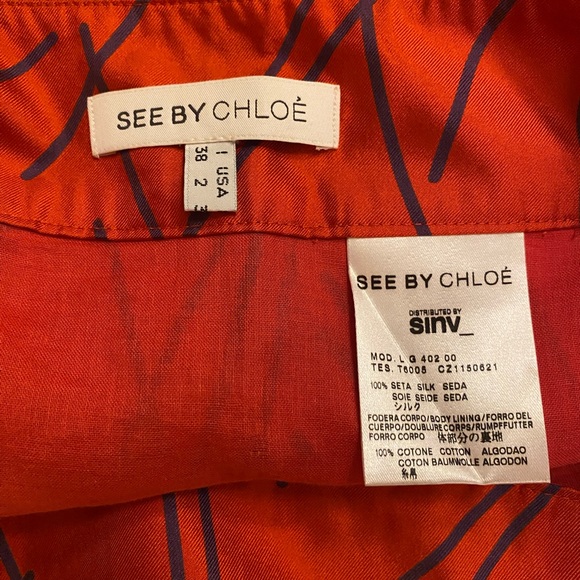 SEE BY CHLOÉ
I USA
38 2
SEE BY CHLOÉ
DISTRIBUTED BY
sinv_
MOD. L G 402 00
TES. T6005 CZ1150621
100% SETA SILK SEDA
SOIE SEIDE SEDA
シルク
FODERA CORPO/BODY LINING/FORRO DEL
CUERPO/DOUBLURE CORPS/RUMPFFUTTER
FORRO CORPO 体部分の裏地
100% COTONE COTTON ALGODAO
COTON BAUMWOLLE ALGODON